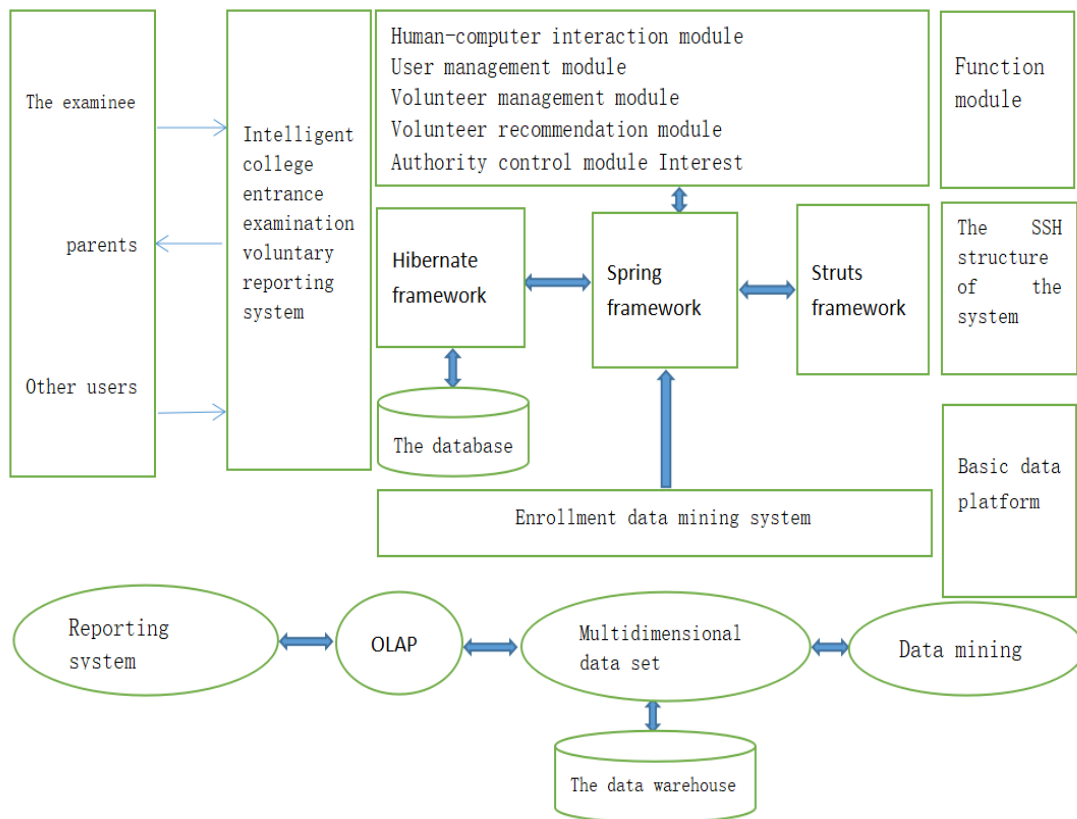 The examinee
parents
Other users
Intelligent
college
entrance
examination
voluntary
reporting
system
Human-computer interaction module
User management module
Volunteer management module
Volunteer recommendation module
Authority control module Interest
Function
module
Hibernate
framework
Spring
framework
Struts
framework
The SSH
structure
of the
system
The database
Enrollment data mining system
Basic data
platform
Reporting
system
OLAP
Multidimensional
data set
Data mining
The data warehouse